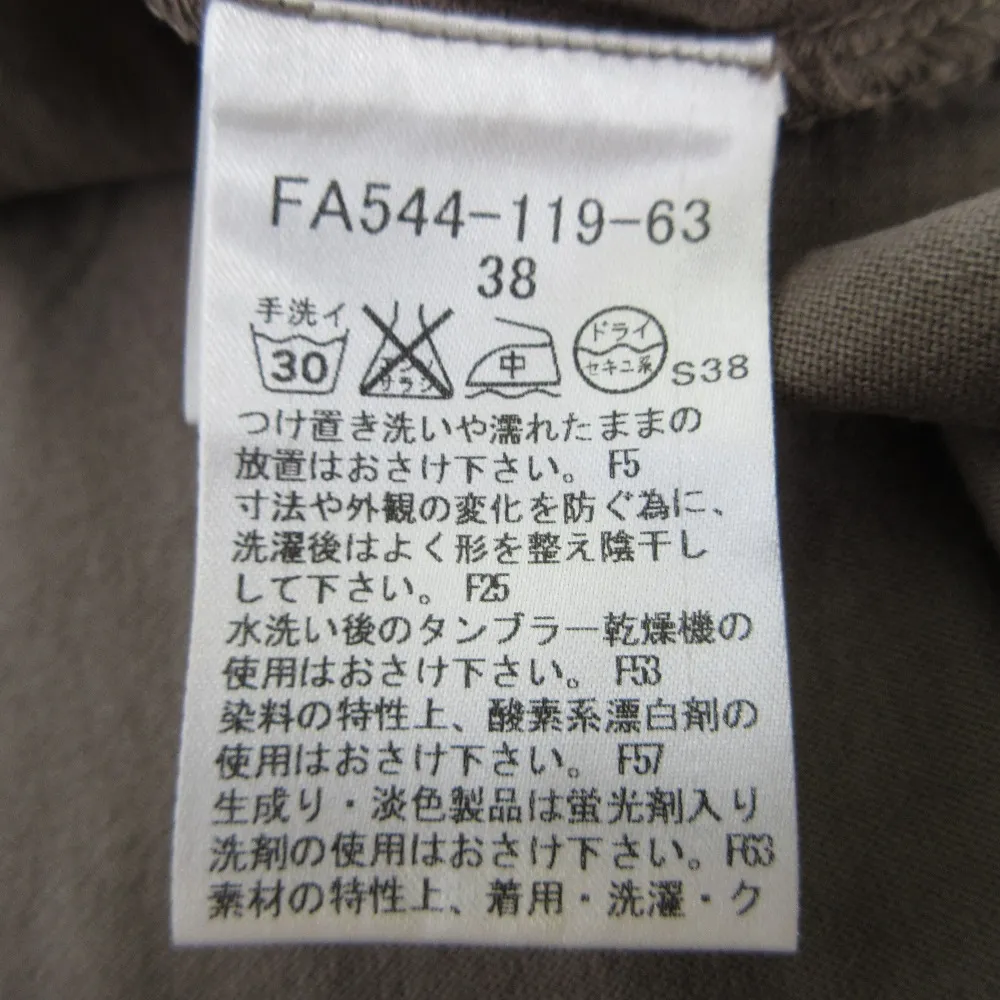 FA544-119-63
38
手洗イ
30
エンソ サラシ
中
ドライ
セキユ系
S38
つけ置き洗いや濡れたままの
放置はおさけ下さい。 F5
寸法や外観の変化を防ぐ為に、
洗濯後はよく形を整え陰干し
して下さい。 F25
水洗い後のタンブラー乾燥機の
使用はおさけ下さい。 F53
染料の特性上、酸素系漂白剤の
使用はおさけ下さい。 F57
生成り・淡色製品は蛍光剤入り
洗剤の使用はおさけ下さい。F63
素材の特性上、着用・洗濯・ク